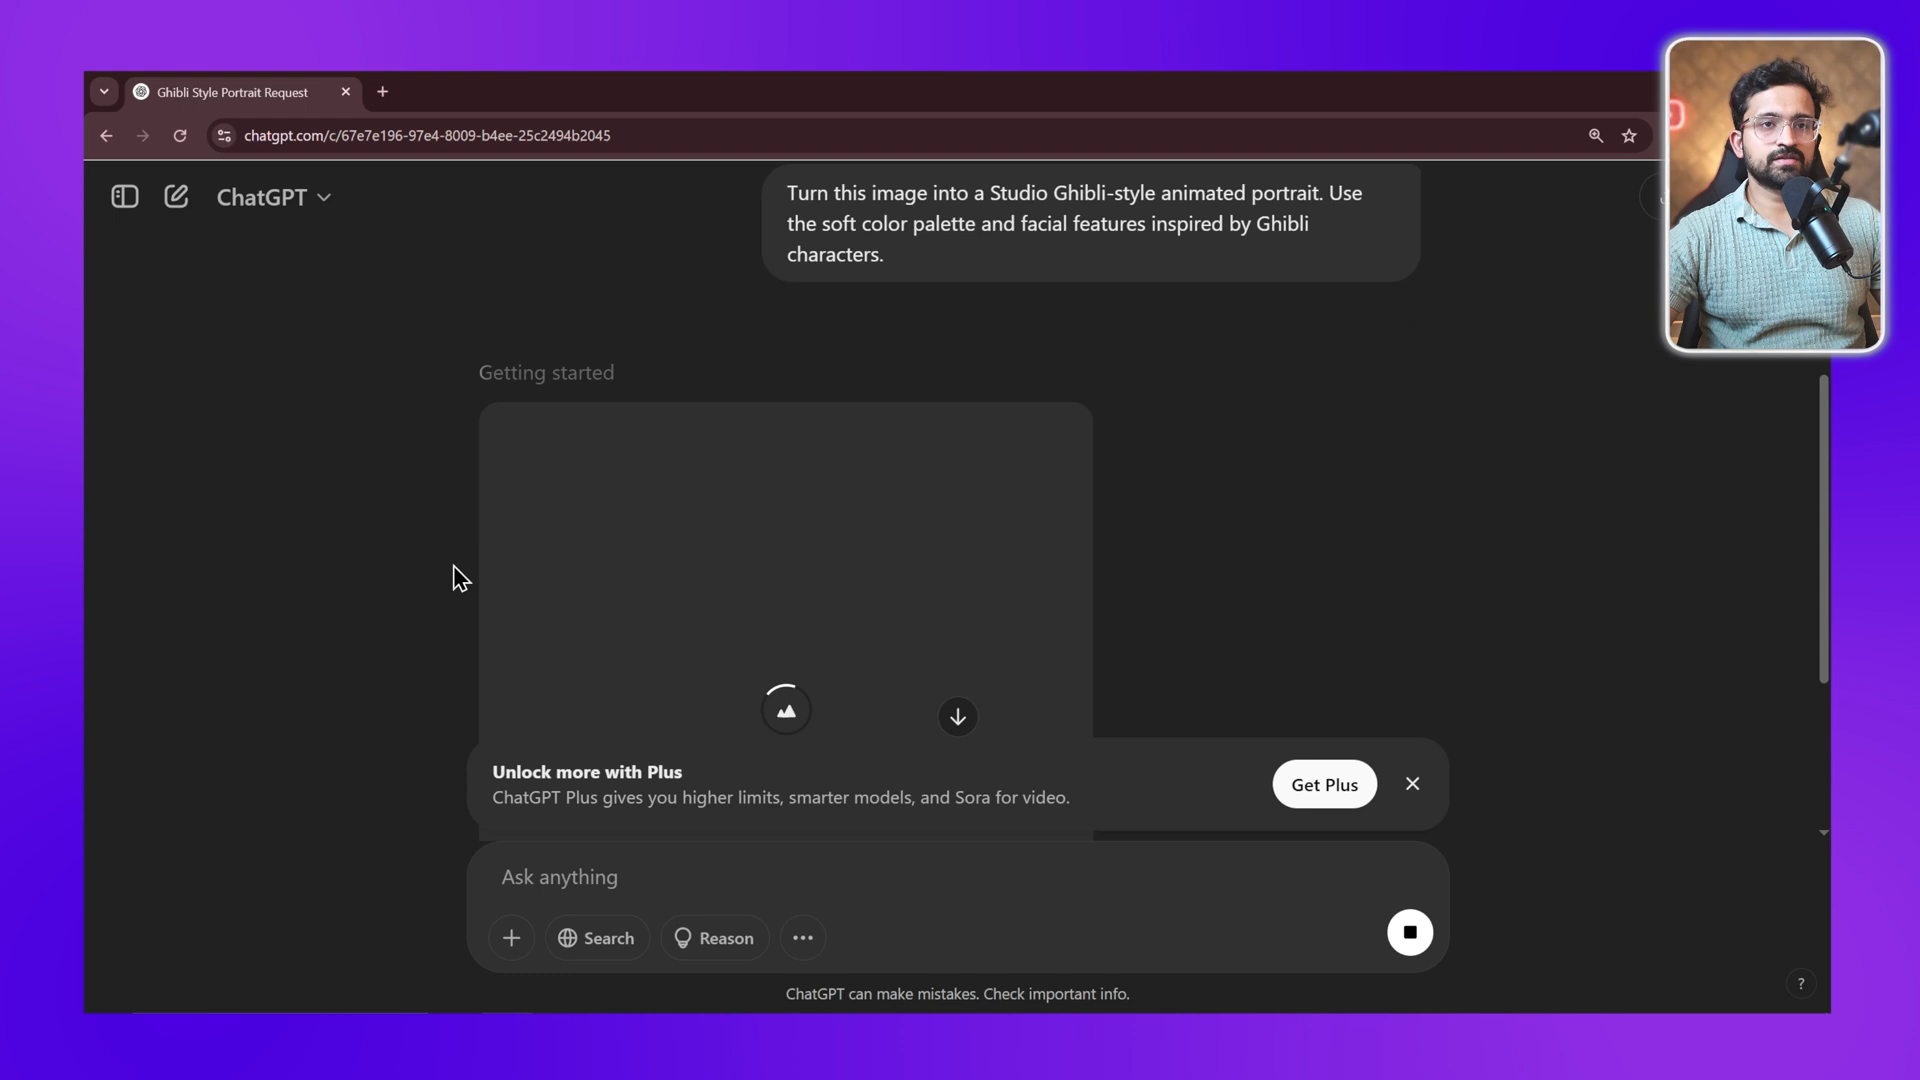 Ghibli Style Portrait Request
chatgpt.com/c/67e7e196-97e4-8009-b4ee-25c2494b2045
ChatGPT
Turn this image into a Studio Ghibli-style animated portrait. Use
the soft color palette and facial features inspired by Ghibli
characters.
Getting started
Unlock more with Plus
ChatGPT Plus gives you higher limits, smarter models, and Sora for video.
Get Plus
Ask anything
Search
Reason
ChatGPT can make mistakes. Check important info.
?